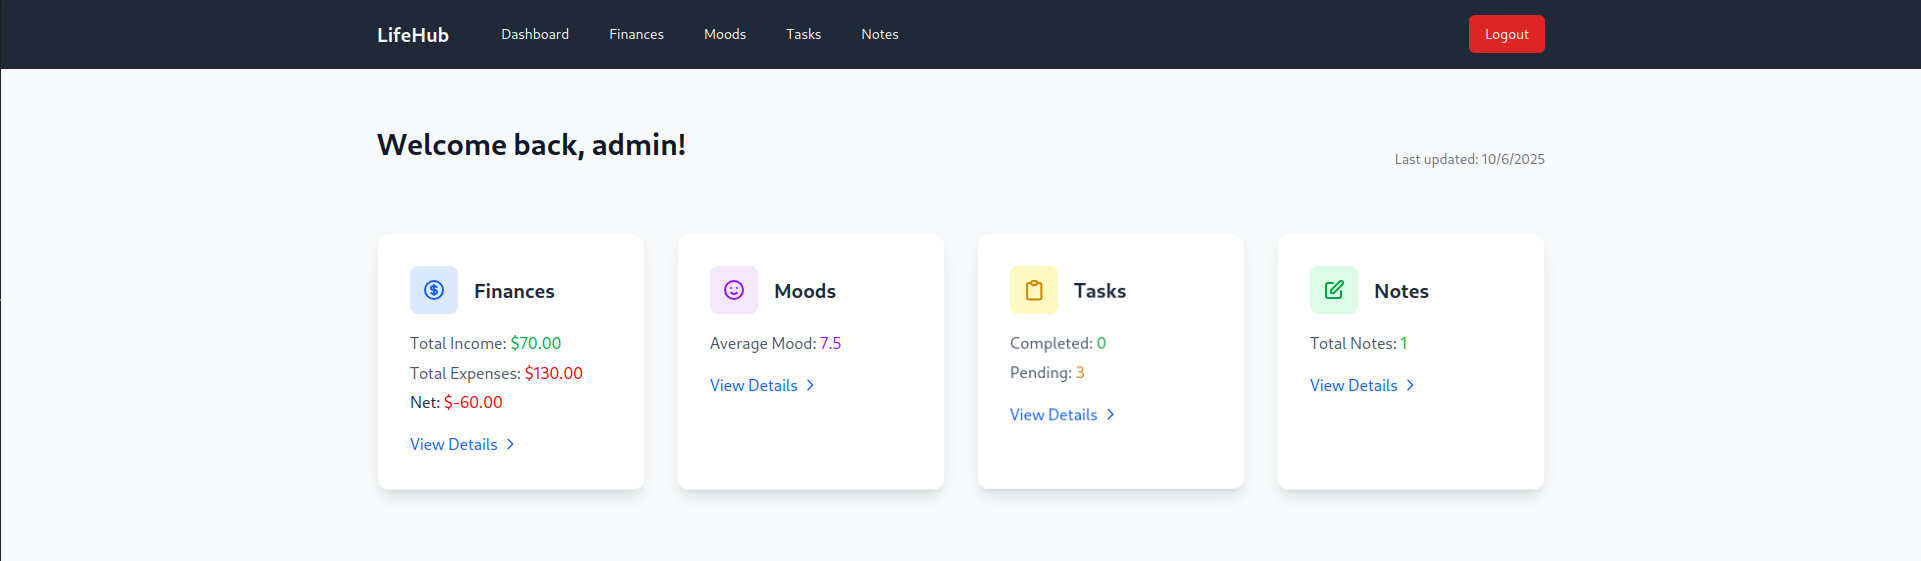 LifeHub Dashboard Finances Moods Tasks Notes Logout
Welcome back, admin!
Last updated: 10/6/2025
Finances
Total Income: $70.00
Total Expenses: $130.00
Net: $-60.00
View Details
Moods
Average Mood: 7.5
View Details
Tasks
Completed: 0
Pending: 3
View Details
Notes
Total Notes: 1
View Details